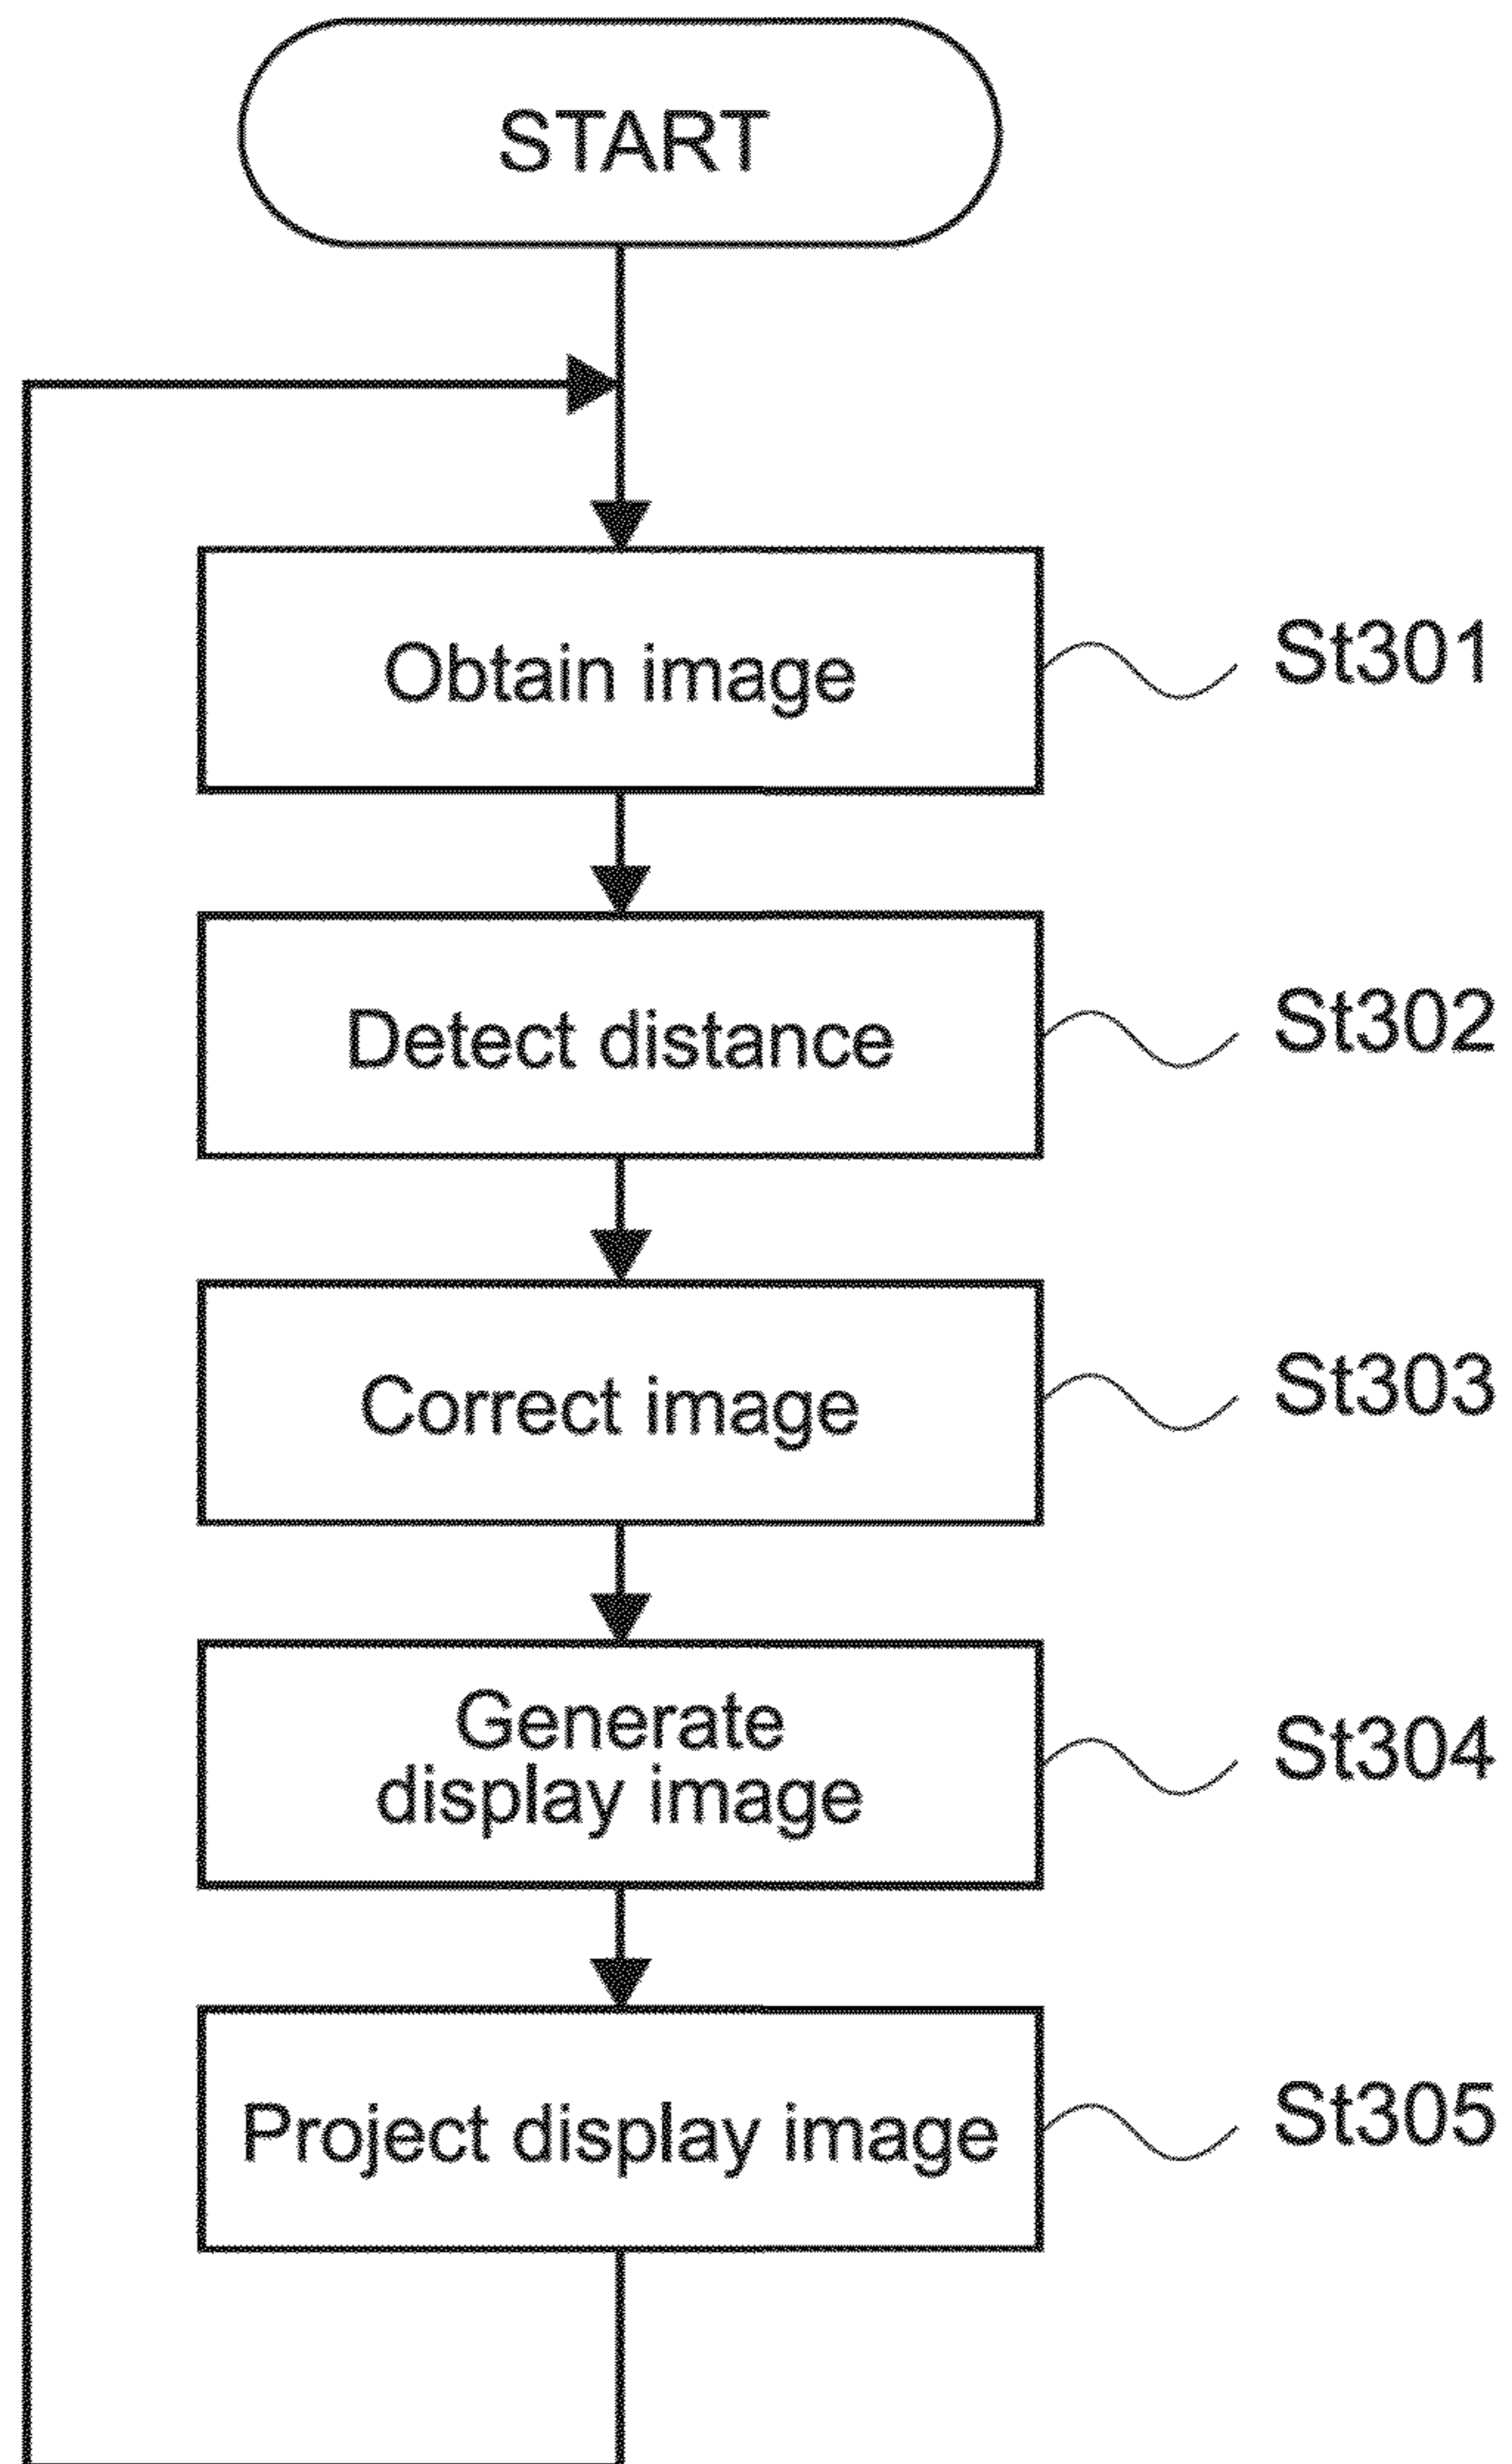 START
Obtain image
St301
Detect distance
St302
Correct image
St303
Generate
display image
St304
Project display image
St305